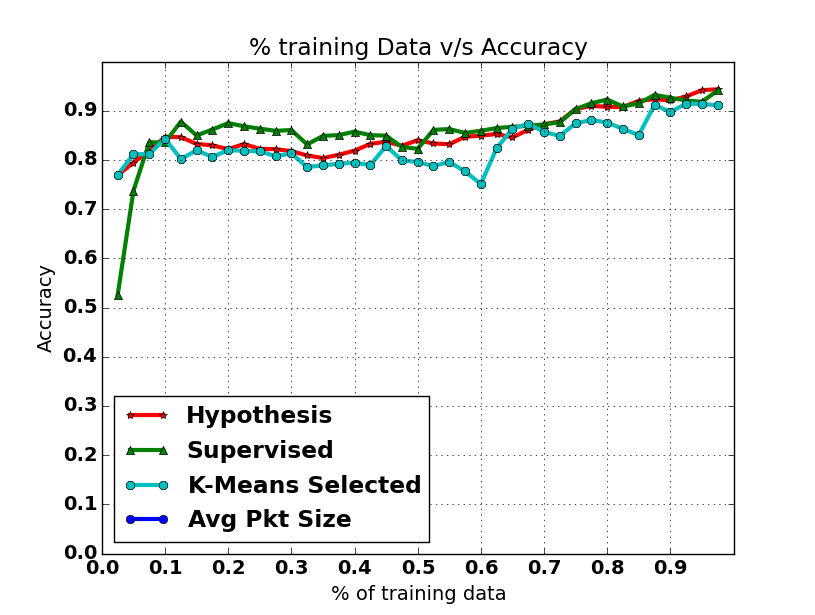 % training Data v/s Accuracy
Accuracy
0.9
0.8
0.7
0.6
0.5
0.4
0.3
0.2
0.1
0.0
Hypothesis
Supervised
K-Means Selected
Avg Pkt Size
0.0 0.1 0.2 0.3 0.4 0.5 0.6 0.7 0.8 0.9
% of training data